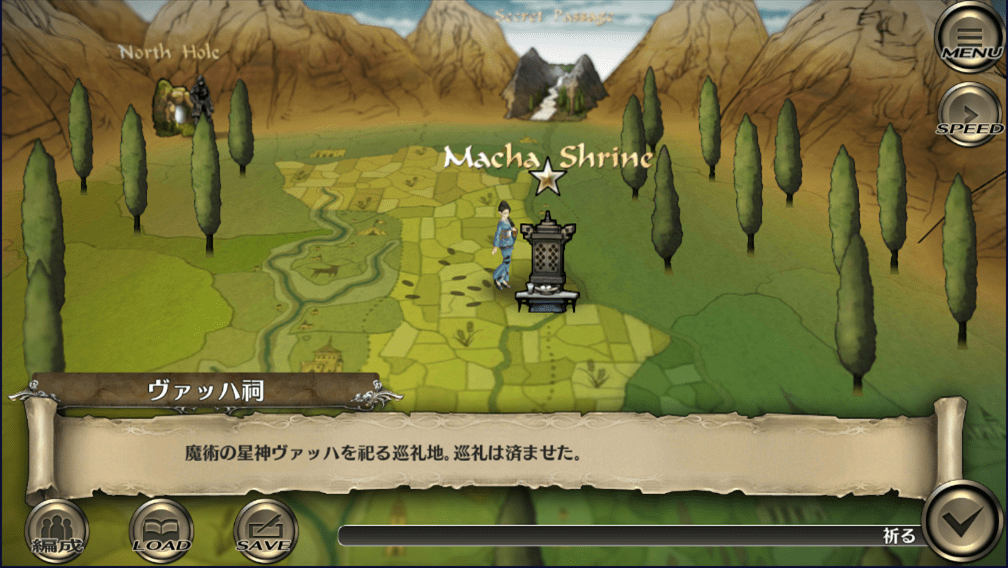 Secret Passage
North Hole
MENU
SPEED
Macha Shrine
ヴァッハ祠
魔術の星神ヴァッハを祀る巡礼地。巡礼は済ませた。
編成
LOAD
SAVE
祈る